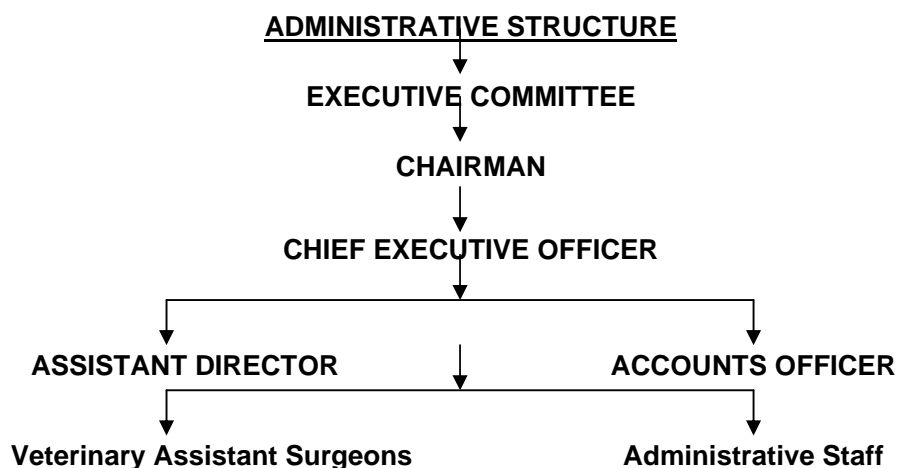 ADMINISTRATIVE STRUCTURE
EXECUTIVE COMMITTEE
CHAIRMAN
CHIEF EXECUTIVE OFFICER
ASSISTANT DIRECTOR ACCOUNTS OFFICER
Veterinary Assistant Surgeons Administrative Staff